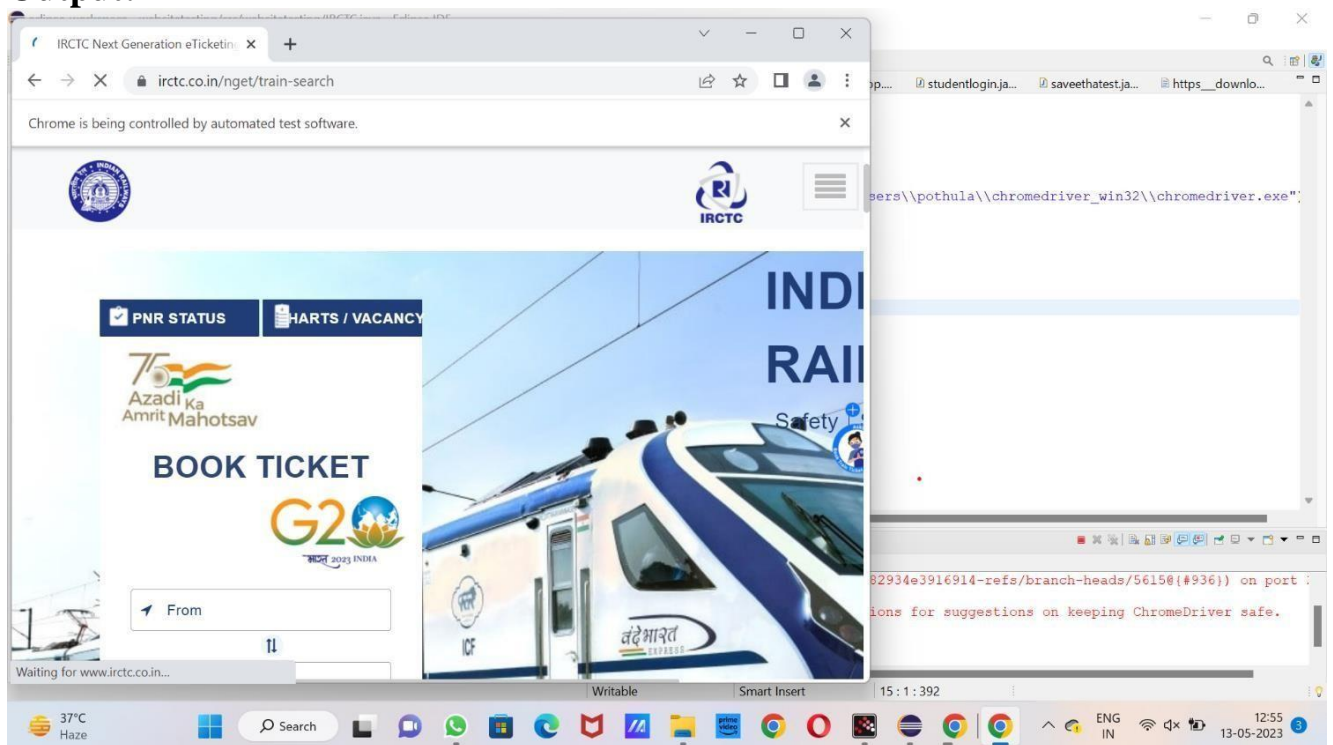 Output:
IRCTC Next Generation eTicketing
irctc.co.in/nget/train-search
op.... studentlogin.ja... saveethatest.ja... https__downlo...
Chrome is being controlled by automated test software.
IRCTC
sers\\pothula\\chromedriver_win32\\chromedriver.exe"
PNR STATUS
HARTS / VACANCY
75
Azadi Ka
Amrit Mahotsav
BOOK TICKET
G20
भारत 2023 INDIA
From
INDI
RAI
Safety
ICF
वंदे भारत
EXPRESS
82934e3916914-refs/branch-heads/5615@{#936}) on port
ions for suggestions on keeping ChromeDriver safe.
Waiting for www.irctc.co.in...
Writable Smart Insert 15 : 1 : 392
37°C
Haze
Search
prime video
ENG
IN
12:55
13-05-2023
3